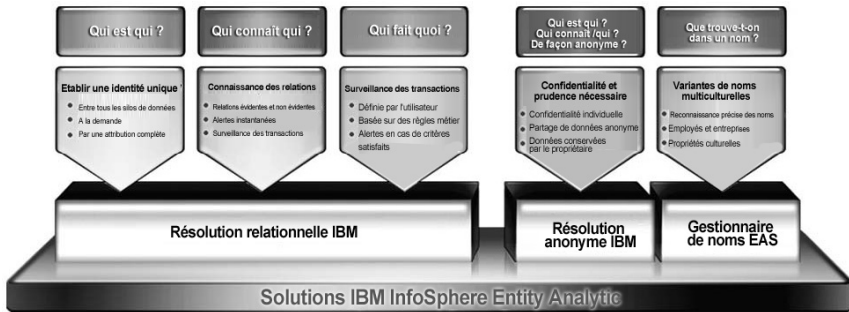 Qui est qui ?
Qui connaît qui ?
Qui fait quoi ?
Qui est qui ?
Qui connaît /qui ?
De façon anonyme ?
Que trouve-t-on
dans un nom ?
Etablir une identité unique
Entre tous les silos de données
A la demande
Par une attribution complète
Connaissance des relations
Relations évidentes et non évidentes
Alertes instantanées
Surveillance des transactions
Surveillance des transactions
Définie par l'utilisateur
Basée sur des règles métier
Alertes en cas de critères
satisfaits
Confidentialité et
prudence nécessaire
Confidentialité individuelle
Partage de données anonyme
Données conservées
par le propriétaire
Variantes de noms
multiculturelles
Reconnaissance précise des noms
Employés et entreprises
Propriétés culturelles
Résolution relationnelle IBM
Résolution
anonyme IBM
Gestionnaire
de noms EAS
Solutions IBM InfoSphere Entity Analytic